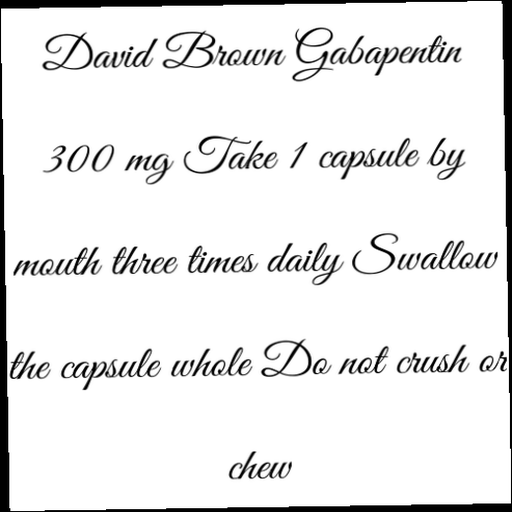 David Brown Gabapentin
300 mg Take 1 capsule by
mouth three times daily Swallow
the capsule whole Do not crush or
chew